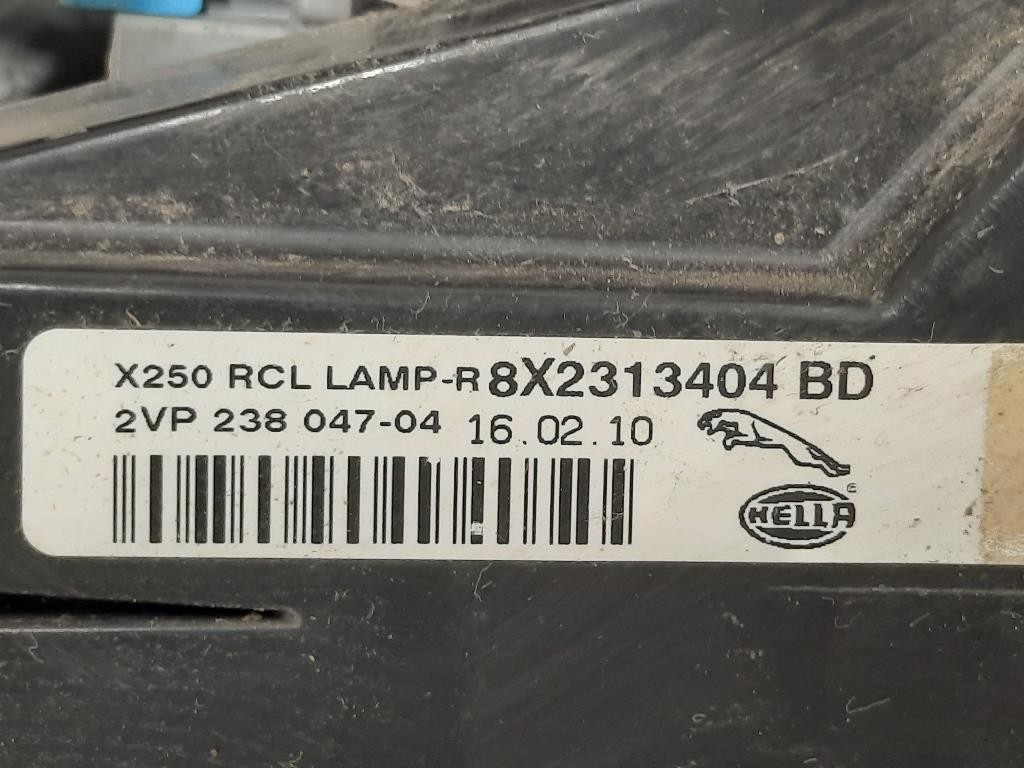 X250 RCL LAMP-R 8X2313404 BD
2VP 238 047-04 16.02.10
HELLA ®